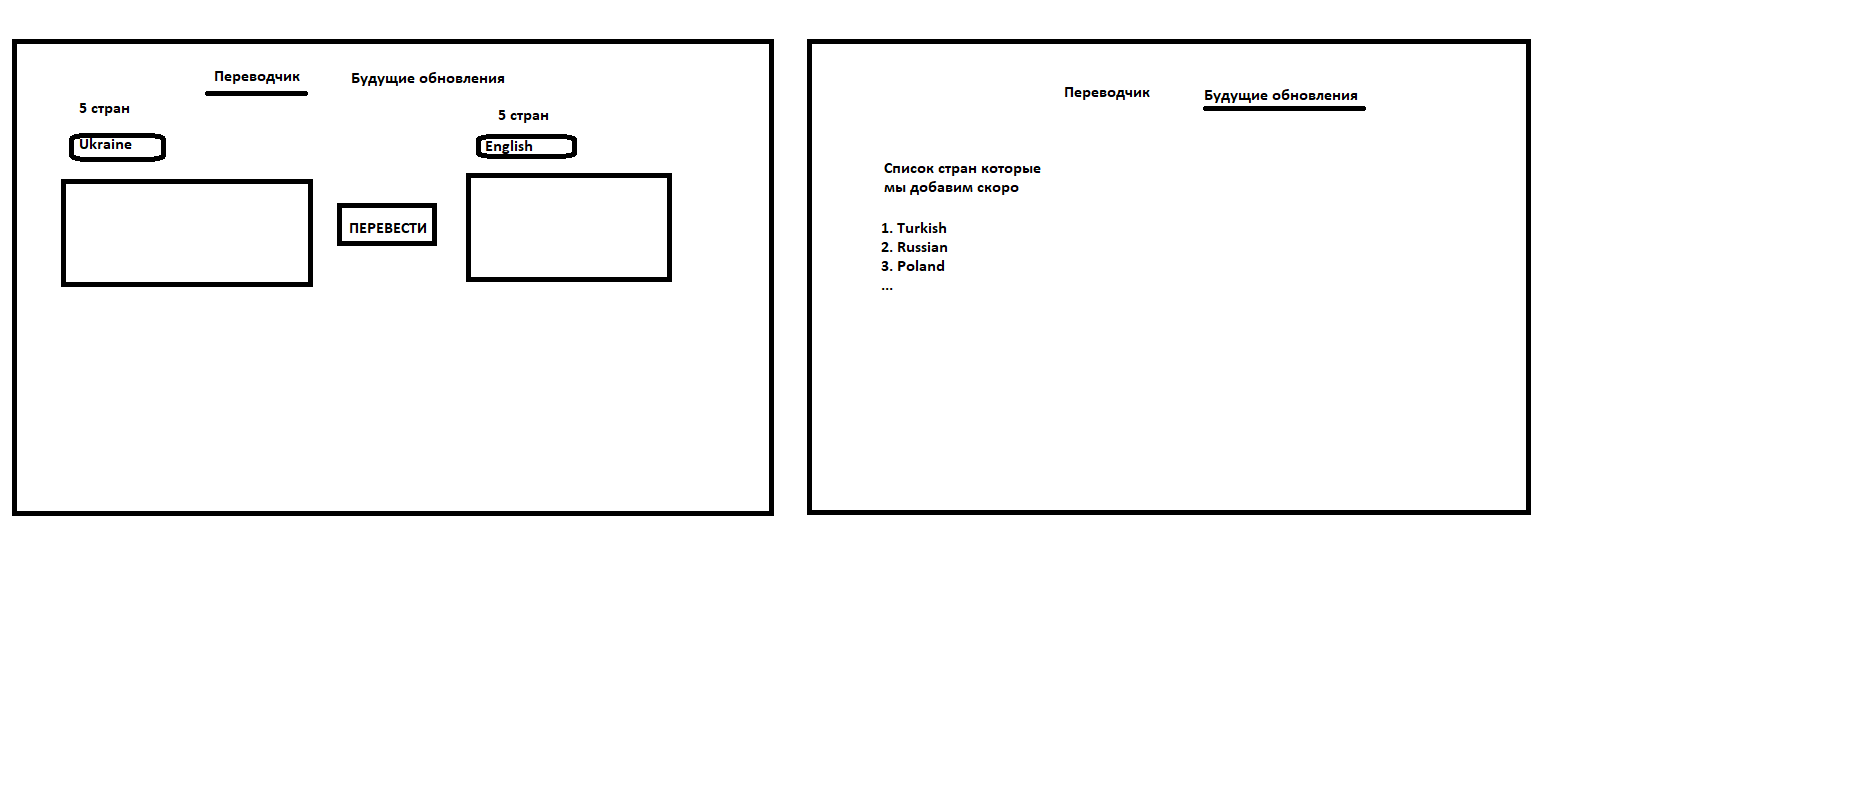 Переводчик
Будущие обновления
5 стран
5 стран
Ukraine
English
ПЕРЕВЕСТИ
Переводчик
Будущие обновления
Список стран которые
мы добавим скоро
1. Turkish
2. Russian
3. Poland
...